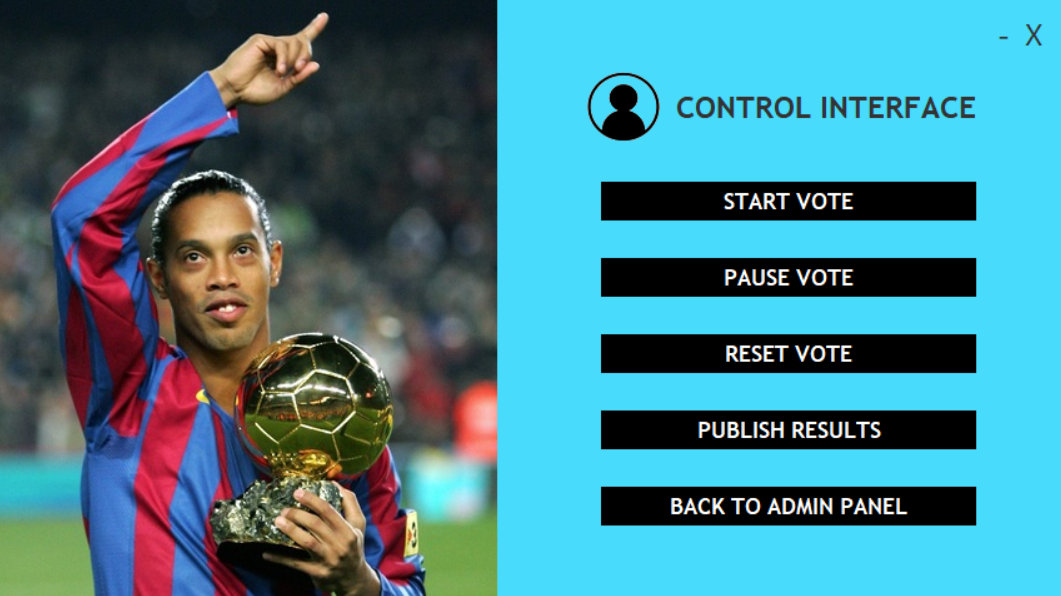 - X
CONTROL INTERFACE
START VOTE
PAUSE VOTE
RESET VOTE
PUBLISH RESULTS
BACK TO ADMIN PANEL